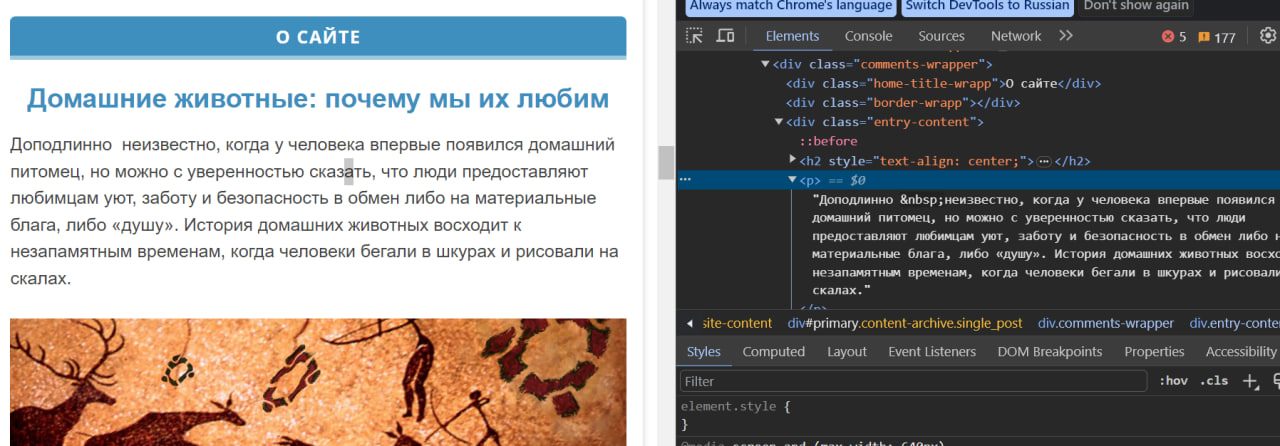 О САЙТЕ
Домашние животные: почему мы их любим
Доподлинно  неизвестно, когда у человека впервые появился домашний
питомец, но можно с уверенностью сказать, что люди предоставляют
любимцам уют, заботу и безопасность в обмен либо на материальные
блага, либо «душу». История домашних животных восходит к
незапамятным временам, когда человеки бегали в шкурах и рисовали на
скалах.
Always match Chrome's language Switch DevTools to Russian Don't show again
Elements Console Sources Network 5 177
<div class="comments-wrapper">
<div class="home-title-wrapp">О сайте</div>
<div class="border-wrapp"></div>
<div class="entry-content">
::before
<h2 style="text-align: center;">⋯</h2>
<p> == $0
"Доподлинно &nbsp;неизвестно, когда у человека впервые появился
домашний питомец, но можно с уверенностью сказать, что люди
предоставляют любимцам уют, заботу и безопасность в обмен либо н
материальные блага, либо «душу». История домашних животных восхо
незапамятным временам, когда человеки бегали в шкурах и рисовали
скалах."
</p>
site-content div#primary.content-archive.single_post div.comments-wrapper div.entry-conte
Styles Computed Layout Event Listeners DOM Breakpoints Properties Accessibility
Filter :hov .cls
element.style {
}
@media screen and (max-width: 640px)